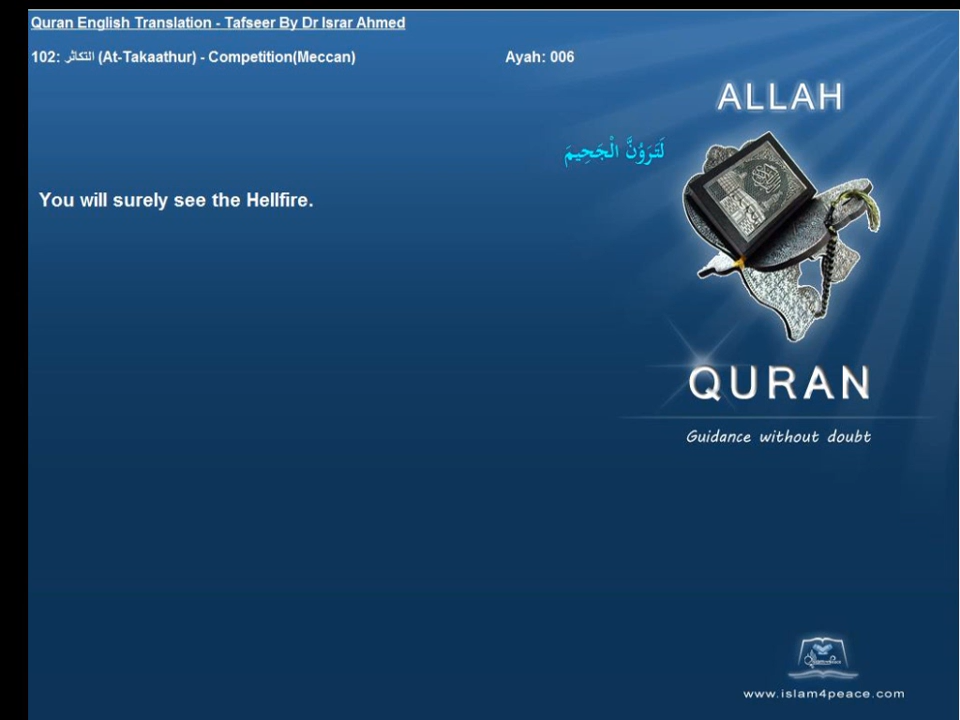 Quran English Translation - Tafseer By Dr Israr Ahmed
102: التكاثر (At-Takaathur) - Competition(Meccan)
Ayah: 006
ALLAH
لَتَرَوُنَّ الْجَحِيمَ
You will surely see the Hellfire.
QURAN
Guidance without doubt
www.islam4peace.com